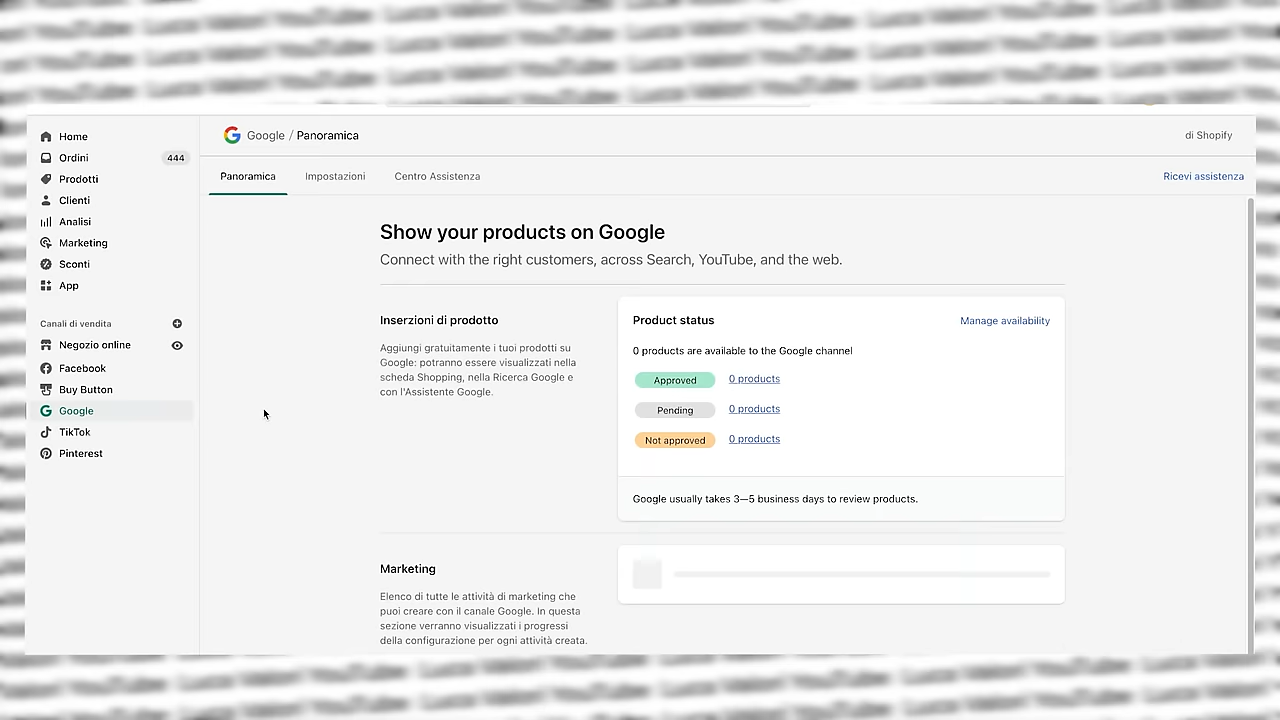 Home
Ordini 444
Prodotti
Clienti
Analisi
Marketing
Sconti
App
Canali di vendita
Negozio online
Facebook
Buy Button
Google
TikTok
Pinterest
Google / Panoramica
di Shopify
Panoramica Impostazioni Centro Assistenza
Ricevi assistenza
Show your products on Google
Connect with the right customers, across Search, YouTube, and the web.
Inserzioni di prodotto
Aggiungi gratuitamente i tuoi prodotti su
Google: potranno essere visualizzati nella
scheda Shopping, nella Ricerca Google e
con l'Assistente Google.
Product status
Manage availability
0 products are available to the Google channel
Approved 0 products
Pending 0 products
Not approved 0 products
Google usually takes 3—5 business days to review products.
Marketing
Elenco di tutte le attività di marketing che
puoi creare con il canale Google. In questa
sezione verranno visualizzati i progressi
della configurazione per ogni attività creata.